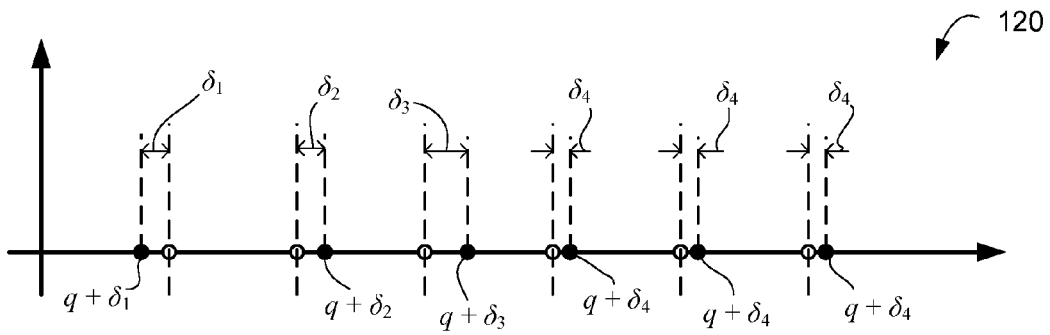 120
δ₁
δ₂
δ₃
δ₄
δ₄
δ₄
q + δ₁
q + δ₂
q + δ₃
q + δ₄
q + δ₄
q + δ₄